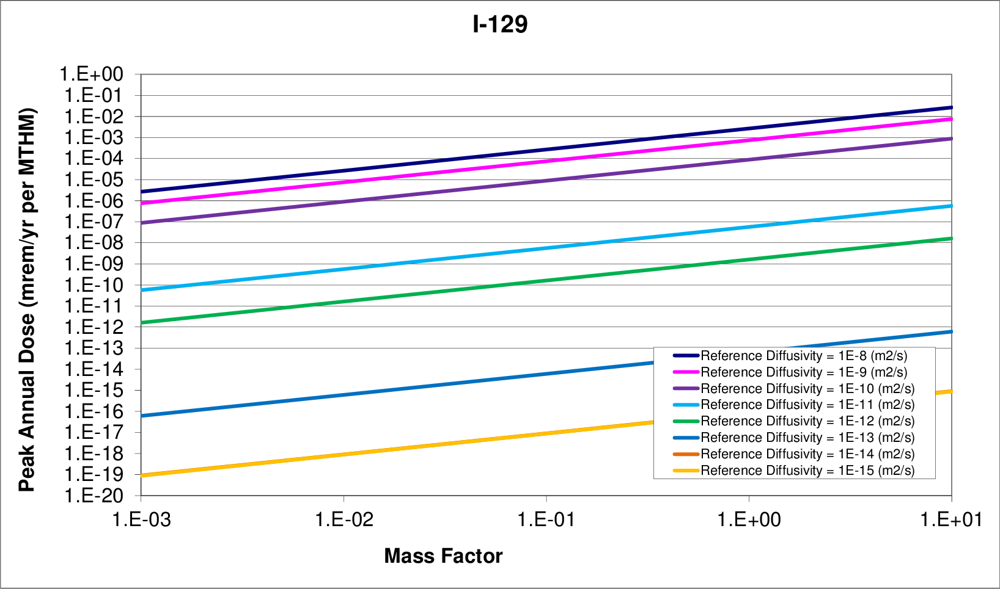 I-129
1.E+00
1.E-01
1.E-02
1.E-03
1.E-04
1.E-05
1.E-06
1.E-07
1.E-08
1.E-09
1.E-10
1.E-11
1.E-12
1.E-13
1.E-14
1.E-15
1.E-16
1.E-17
1.E-18
1.E-19
1.E-20
Peak Annual Dose (mrem/yr per MTHM)
Reference Diffusivity = 1E-8 (m2/s)
Reference Diffusivity = 1E-9 (m2/s)
Reference Diffusivity = 1E-10 (m2/s)
Reference Diffusivity = 1E-11 (m2/s)
Reference Diffusivity = 1E-12 (m2/s)
Reference Diffusivity = 1E-13 (m2/s)
Reference Diffusivity = 1E-14 (m2/s)
Reference Diffusivity = 1E-15 (m2/s)
1.E-03 1.E-02 1.E-01 1.E+00 1.E+01
Mass Factor